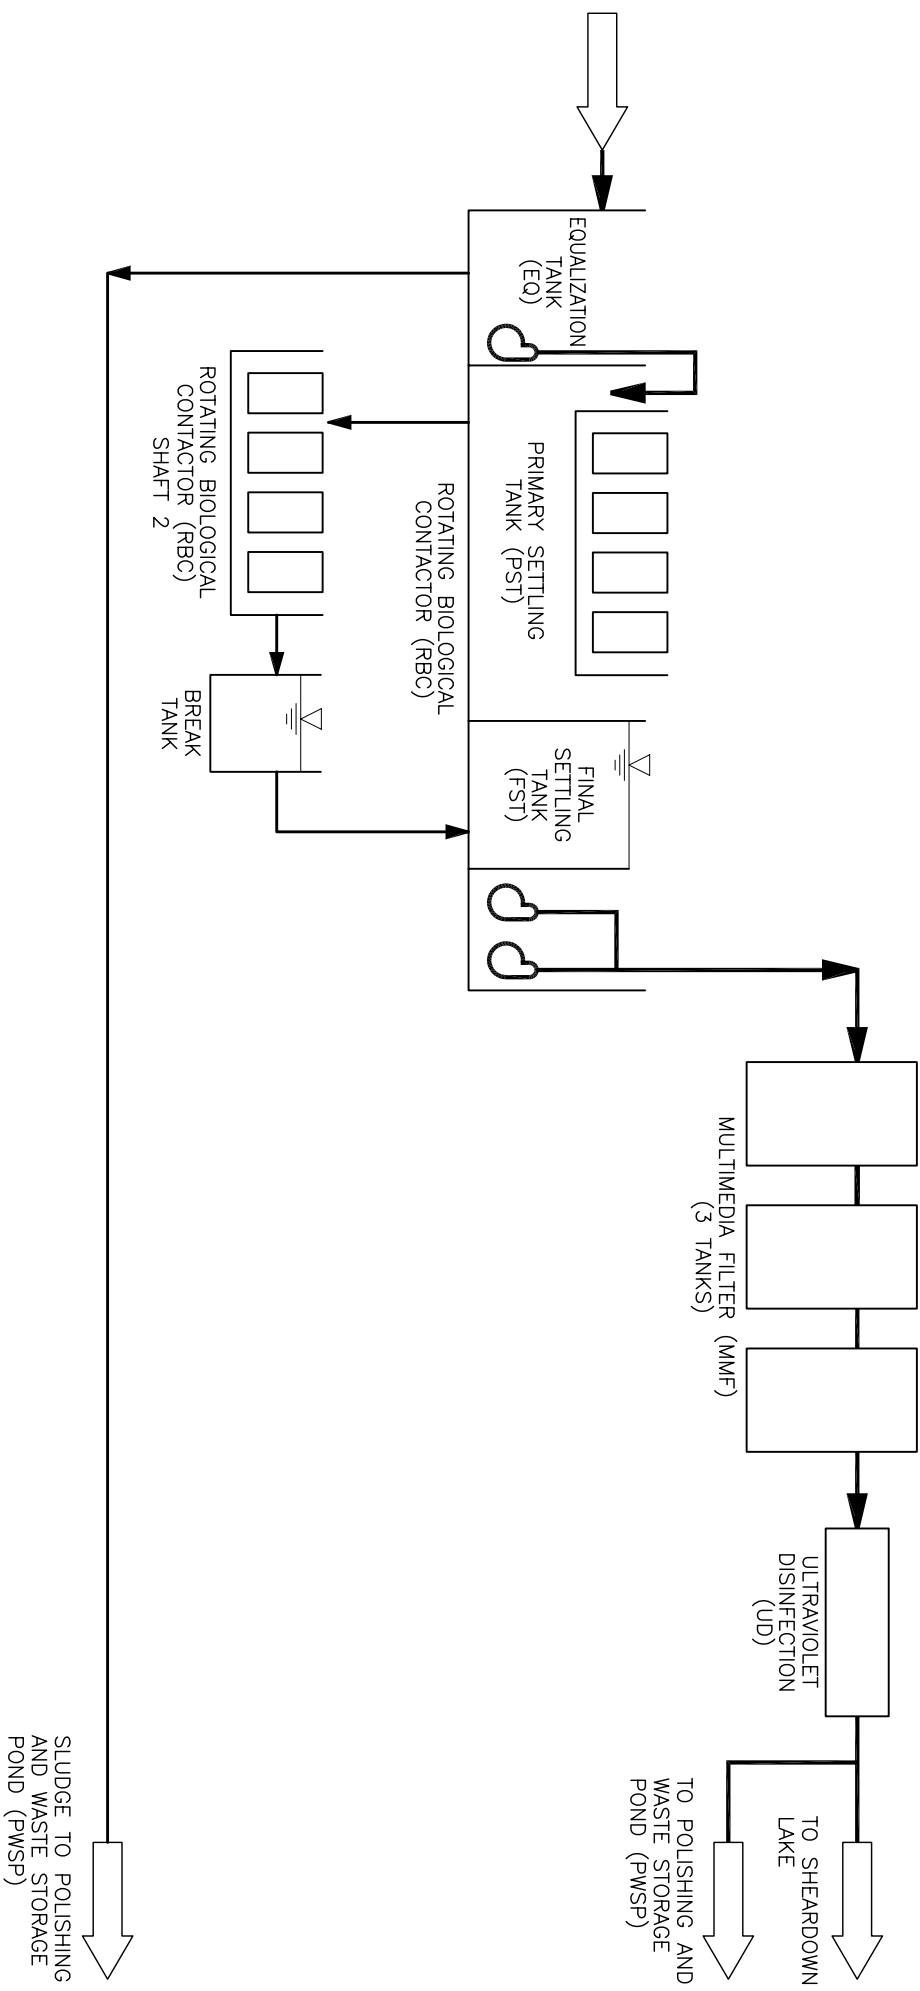 EQUALIZATION
TANK
(EQ)
PRIMARY SETTLING
TANK (PST)
ROTATING BIOLOGICAL
CONTACTOR (RBC)
FINAL
SETTLING
TANK
(FST)
ROTATING BIOLOGICAL
CONTACTOR (RBC)
SHAFT 2
BREAK
TANK
MULTIMEDIA FILTER (MMF)
(3 TANKS)
ULTRAVIOLET
DISINFECTION
(UD)
TO SHEARDOWN
LAKE
TO POLISHING AND
WASTE STORAGE
POND (PWSP)
SLUDGE TO POLISHING
AND WASTE STORAGE
POND (PWSP)